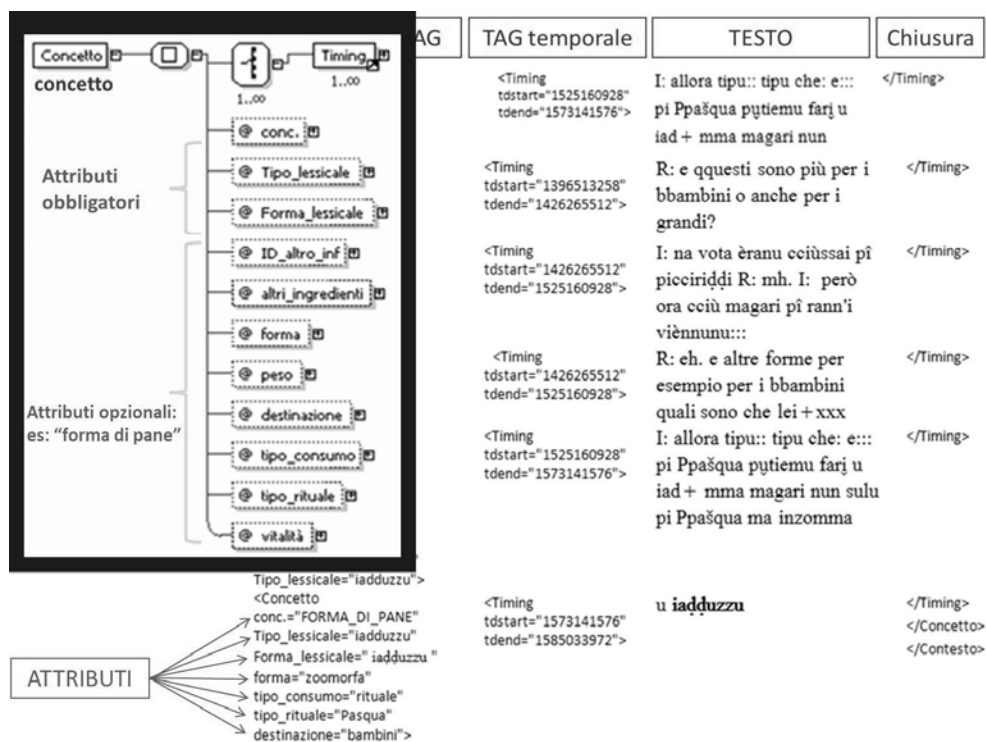 Concetto
Timing
concetto
1..∞
1..∞
Attributi
obbligatori
@ conc.
@ Tipo_lessicale
@ Forma_lessicale
Attributi opzionali:
es: “forma di pane”
@ ID_altro_inf
@ altri_ingredienti
@ forma
@ peso
@ destinazione
@ tipo_consumo
@ tipo_rituale
@ vitalità
AG
TAG temporale
TESTO
Chiusura
<Timing
tdstart="1525160928"
tdend="1573141576">
I: allora tipu:: tipu che: e:::
pi Ppašqua pụtiemu fari̩ u
iad + mma magari nun
</Timing>
<Timing
tdstart="1396513258"
tdend="1426265512">
R: e qquesti sono più per i
bbambini o anche per i
grandi?
</Timing>
<Timing
tdstart="1426265512"
tdend="1525160928">
I: na vota èranu cciùssai pî
picciriḍḍi R: mh. I: però
ora cciù magari pî rann'i
viènnunu:::
</Timing>
<Timing
tdstart="1426265512"
tdend="1525160928">
R: eh. e altre forme per
esempio per i bbambini
quali sono che lei + xxx
</Timing>
<Timing
tdstart="1525160928"
tdend="1573141576">
I: allora tipu:: tipu che: e:::
pi Ppašqua pụtiemu fari̩ u
iad + mma magari nun sulu
pi Ppašqua ma inzomma
</Timing>
Tipo_lessicale="iadduzzu">
<Concetto
conc.="FORMA_DI_PANE"
Tipo_lessicale="iadduzzu"
Forma_lessicale=" iaḍḍuzzu "
forma="zoomorfa"
tipo_consumo="rituale"
tipo_rituale="Pasqua"
destinazione="bambini">
ATTRIBUTI
<Timing
tdstart="1573141576"
tdend="1585033972">
u iaḍḍuzzu
</Timing>
</Concetto>
</Contesto>